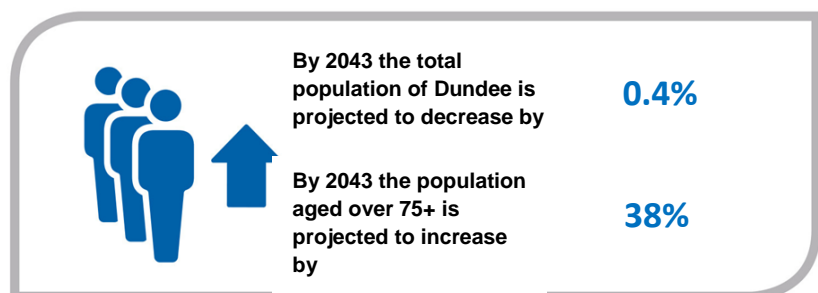 By 2043 the total
population of Dundee is
projected to decrease by
0.4%
By 2043 the population
aged over 75+ is
projected to increase
by
38%